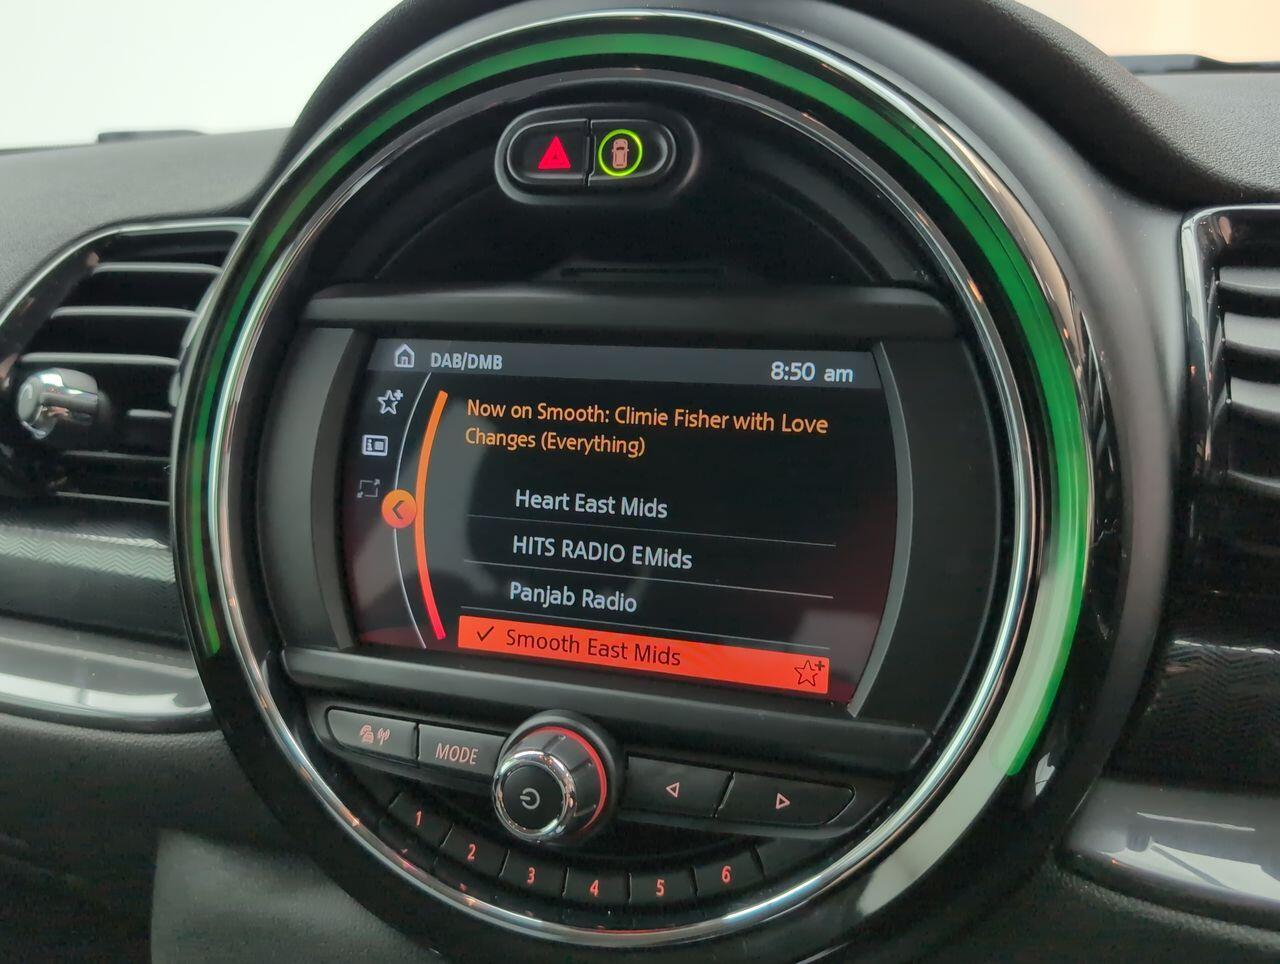 DAB/DMB
8:50 am
Now on Smooth: Climie Fisher with Love
Changes (Everything)
Heart East Mids
HITS RADIO EMids
Panjab Radio
Smooth East Mids
MODE
1
2
3
4
5
6